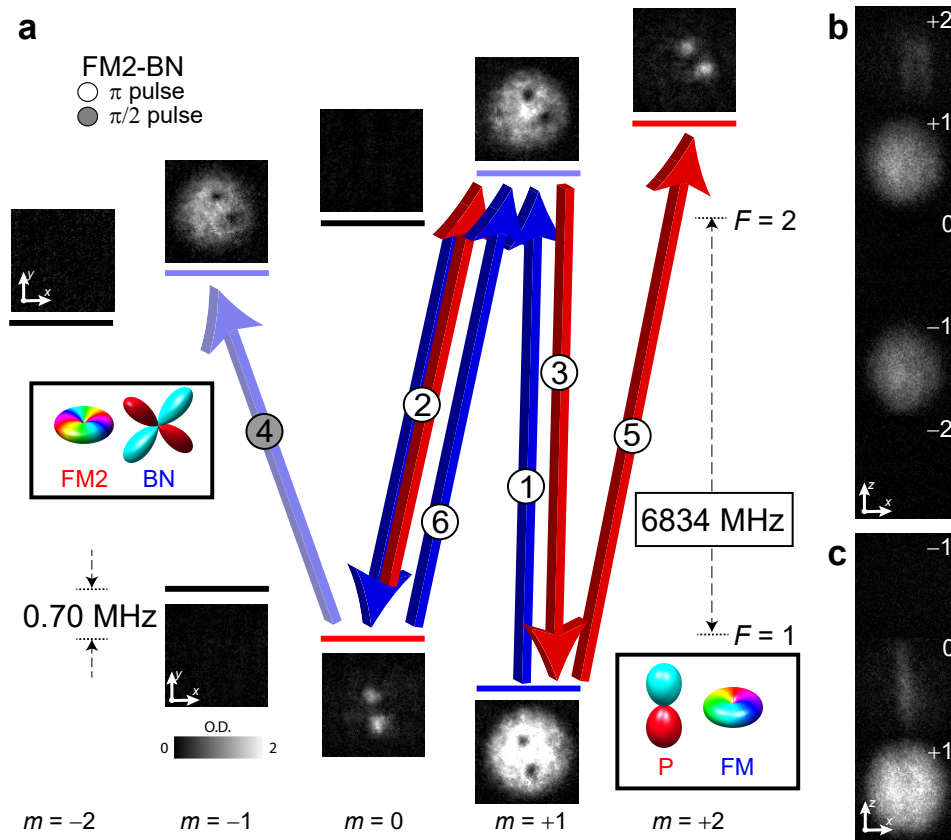 a
FM2-BN
π pulse
π/2 pulse
y
x
FM2
BN
0.70 MHz
y
x
O.D.
0
2
1
2
3
4
5
6
F = 2
6834 MHz
F = 1
P
FM
m = −2
m = −1
m = 0
m = +1
m = +2
b
+2
+1
0
−1
−2
z
x
c
−1
0
+1
z
x